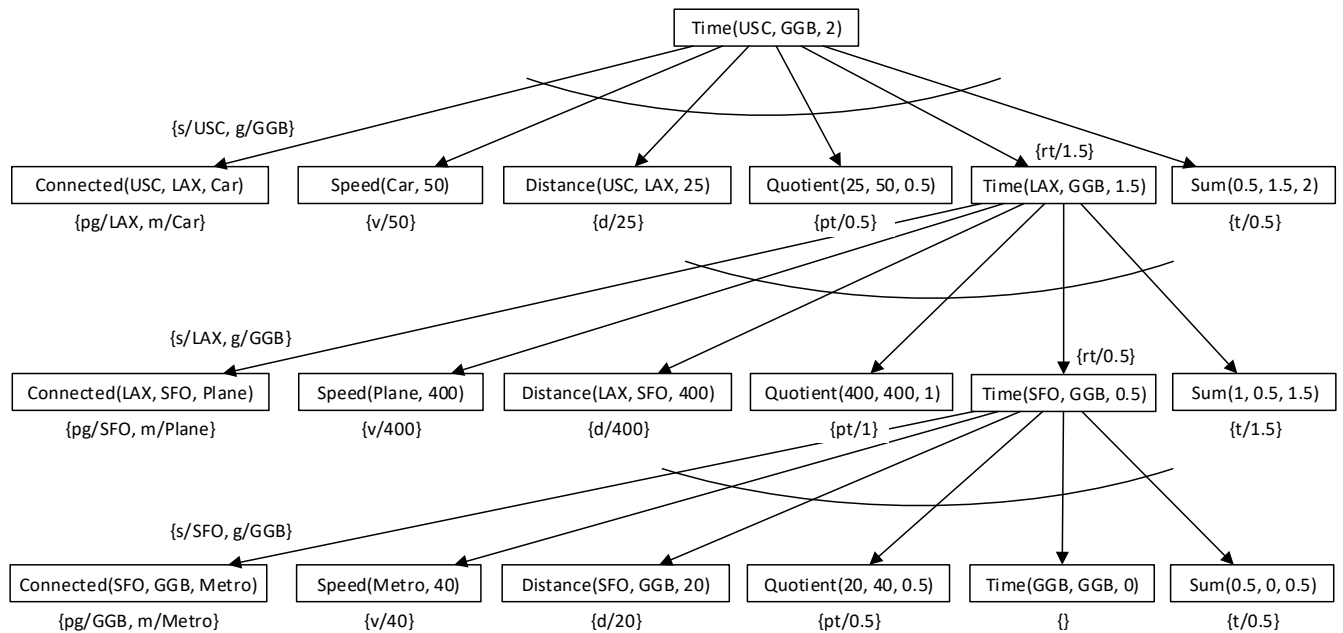 Time(USC, GGB, 2)
{s/USC, g/GGB}
{rt/1.5}
Connected(USC, LAX, Car)
Speed(Car, 50)
Distance(USC, LAX, 25)
Quotient(25, 50, 0.5)
Time(LAX, GGB, 1.5)
Sum(0.5, 1.5, 2)
{pg/LAX, m/Car}
{v/50}
{d/25}
{pt/0.5}
{t/0.5}
{s/LAX, g/GGB}
{rt/0.5}
Connected(LAX, SFO, Plane)
Speed(Plane, 400)
Distance(LAX, SFO, 400)
Quotient(400, 400, 1)
Time(SFO, GGB, 0.5)
Sum(1, 0.5, 1.5)
{pg/SFO, m/Plane}
{v/400}
{d/400}
{pt/1}
{t/1.5}
{s/SFO, g/GGB}
Connected(SFO, GGB, Metro)
Speed(Metro, 40)
Distance(SFO, GGB, 20)
Quotient(20, 40, 0.5)
Time(GGB, GGB, 0)
Sum(0.5, 0, 0.5)
{pg/GGB, m/Metro}
{v/40}
{d/20}
{pt/0.5}
{}
{t/0.5}